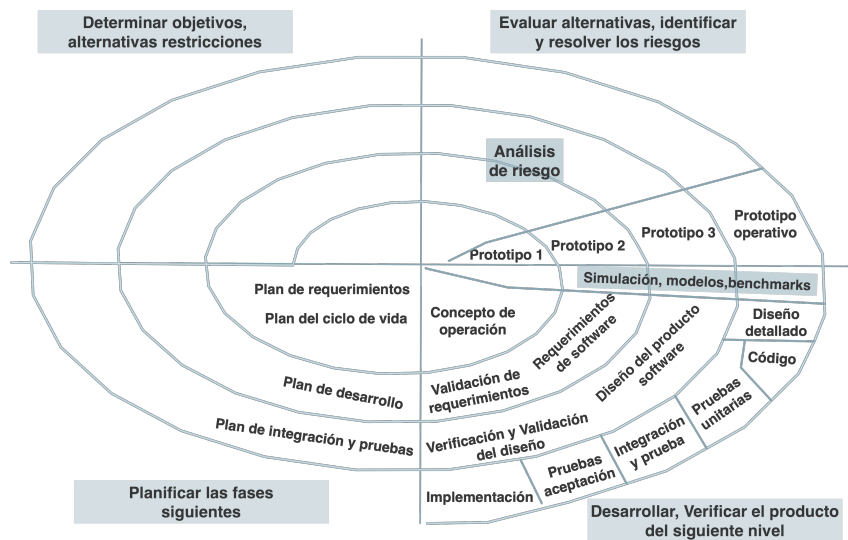 Determinar objetivos,
alternativas restricciones
Evaluar alternativas, identificar
y resolver los riesgos
Análisis
de riesgo
Prototipo 1
Prototipo 2
Prototipo 3
Prototipo
operativo
Simulación, modelos,benchmarks
Plan de requerimientos
Plan del ciclo de vida
Concepto de
operación
Requerimientos
de software
Diseño del producto
software
Diseño
detallado
Código
Plan de desarrollo
Validación de
requerimientos
Pruebas
unitarias
Plan de integración y pruebas
Verificación y Validación
del diseño
Integración
y prueba
Pruebas
aceptación
Implementación
Planificar las fases
siguientes
Desarrollar, Verificar el producto
del siguiente nivel